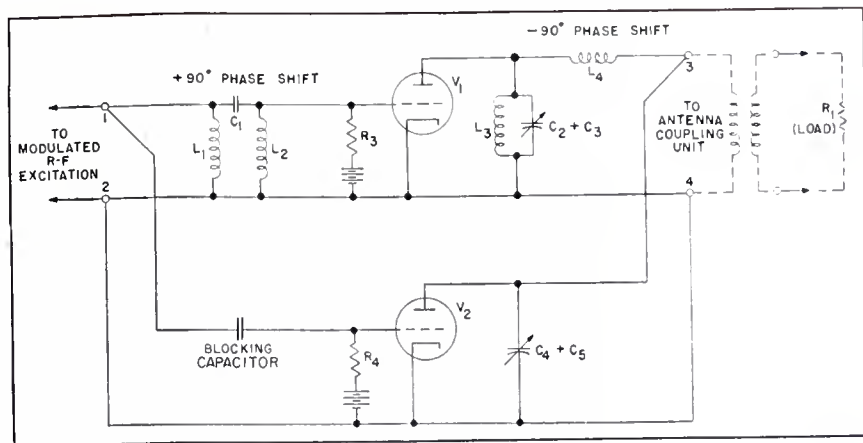 -90° PHASE SHIFT
+90° PHASE SHIFT
V1
L4
3
1
C1
TO
MODULATED
R-F
EXCITATION
L1
L2
R3
L3
C2 + C3
TO
ANTENNA
COUPLING
UNIT
R1
(LOAD)
2
4
V2
BLOCKING
CAPACITOR
R4
C4 + C5